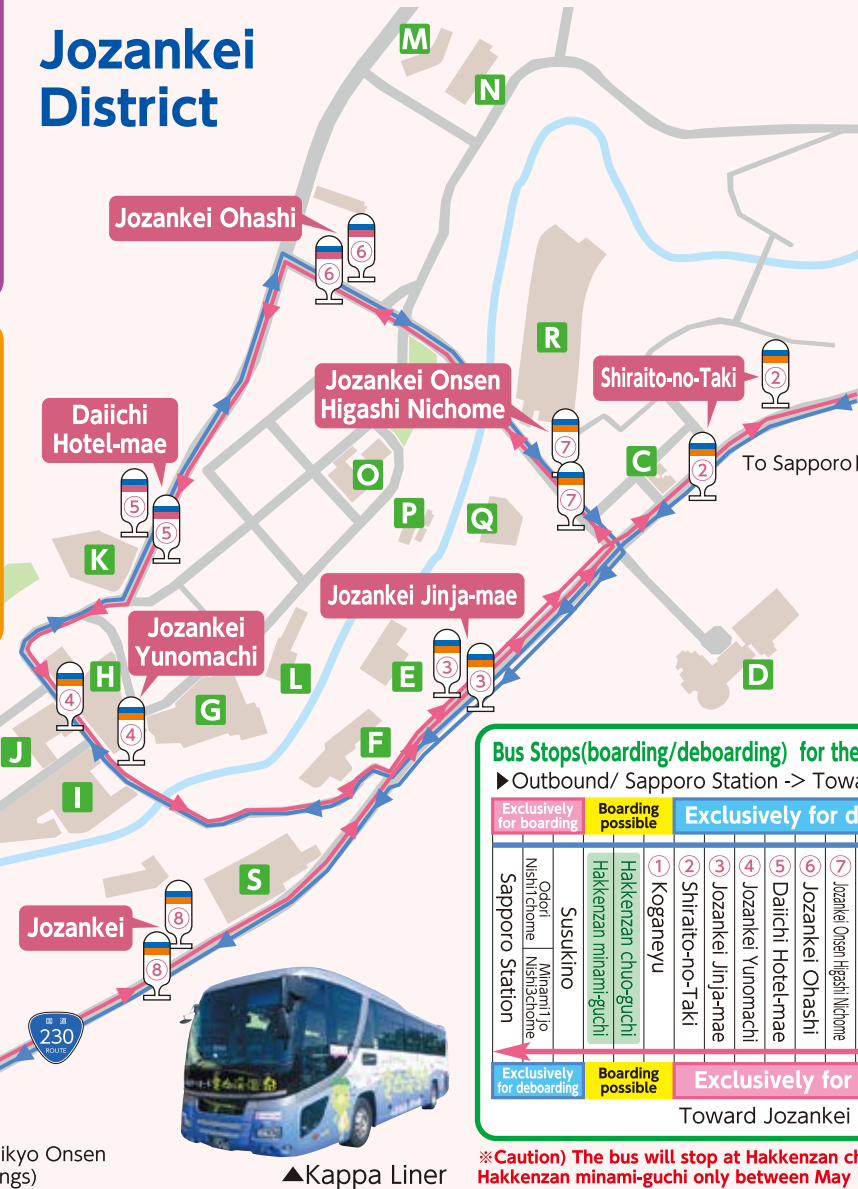 Jozankei
District
M
N
Jozankei Ohashi
6
6
R
Jozankei Onsen
Higashi Nichome
Shiraito-no-Taki
2
Daiichi
Hotel-mae
7
C
2
To Sapporo
O
7
5
P
Q
5
K
Jozankei Jinja-mae
Jozankei
Yunomachi
H
L
E
3
3
D
4
G
4
F
J
I
S
Jozankei
8
8
国道
230
ROUTE
Bus Stops(boarding/deboarding) for the
▶Outbound/ Sapporo Station -> Towa
Exclusively
for boarding
Boarding
possible
Exclusively for d
Sapporo Station
Odori
Nishi1chome
Minami1jo
Nishi3chome
Susukino
Hakkenzan minami-guchi
Hakkenzan chuo-guchi
① Koganeyu
② Shiraito-no-Taki
③ Jozankei Jinja-mae
④ Jozankei Yunomachi
⑤ Daiichi Hotel-mae
⑥ Jozankei Ohashi
⑦ Jozankei Onsen Higashi Nichome
Exclusively
for deboarding
Boarding
possible
Exclusively for
Toward Jozankei
ikyo Onsen
ngs)
▲Kappa Liner
※Caution) The bus will stop at Hakkenzan ch
Hakkenzan minami-guchi only between May